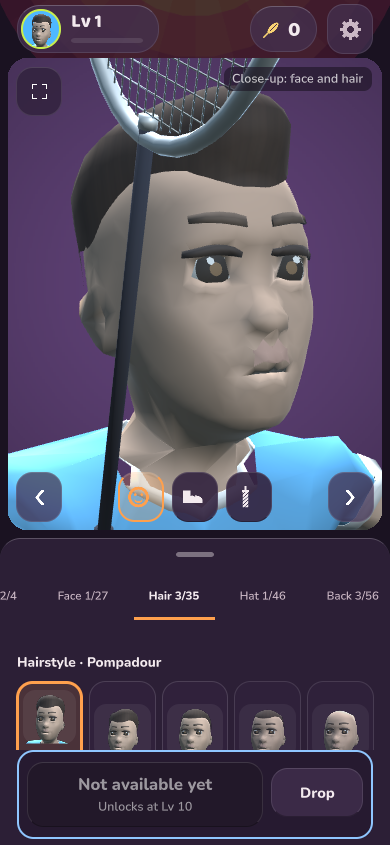 Lv 1
0
Close-up: face and hair
2/4 Face 1/27 Hair 3/35 Hat 1/46 Back 3/56
Hairstyle · Pompadour
Not available yet
Unlocks at Lv 10
Drop